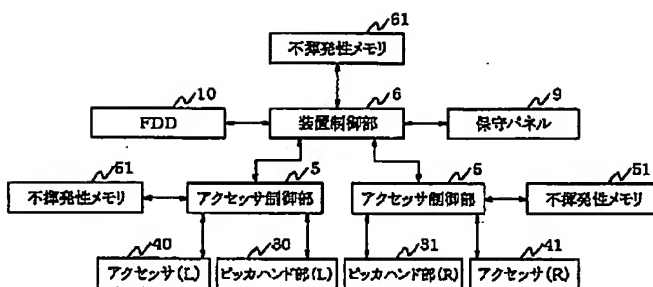 61
不揮発性メモリ
10
6
9
FDD
装置制御部
保守パネル
51
5
5
51
不揮発性メモリ
アクセッサ制御部
アクセッサ制御部
不揮発性メモリ
40
30
31
41
アクセッサ(L)
ピッカハンド部(L)
ピッカハンド部(R)
アクセッサ(R)